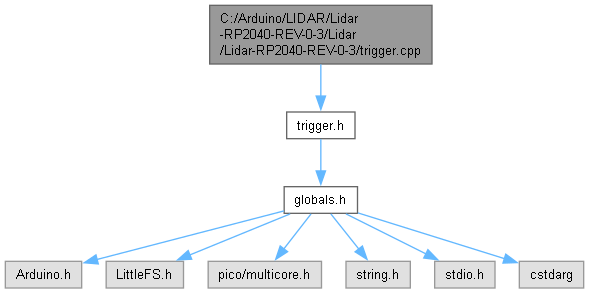 C:/Arduino/LIDAR/Lidar
-RP2040-REV-0-3/Lidar
/Lidar-RP2040-REV-0-3/trigger.cpp
trigger.h
globals.h
Arduino.h
LittleFS.h
pico/multicore.h
string.h
stdio.h
cstdarg